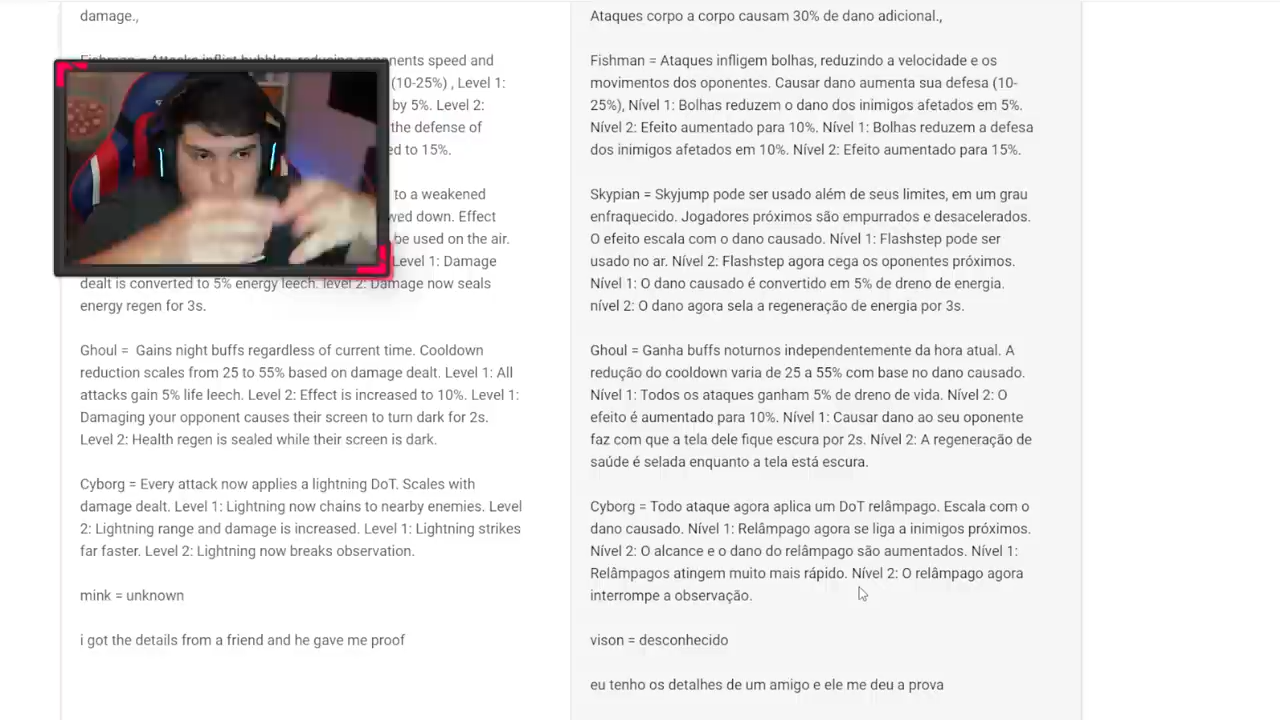 damage.,
Fishman = Attacks inflict bubbles, reducing opponents speed and
(10-25%) , Level 1:
by 5%. Level 2:
the defense of
ed to 15%.
to a weakened
wed down. Effect
be used on the air.
Level 1: Damage
dealt is converted to 5% energy leech. level 2: Damage now seals
energy regen for 3s.
Ghoul = Gains night buffs regardless of current time. Cooldown
reduction scales from 25 to 55% based on damage dealt. Level 1: All
attacks gain 5% life leech. Level 2: Effect is increased to 10%. Level 1:
Damaging your opponent causes their screen to turn dark for 2s.
Level 2: Health regen is sealed while their screen is dark.
Cyborg = Every attack now applies a lightning DoT. Scales with
damage dealt. Level 1: Lightning now chains to nearby enemies. Level
2: Lightning range and damage is increased. Level 1: Lightning strikes
far faster. Level 2: Lightning now breaks observation.
mink = unknown
i got the details from a friend and he gave me proof
Ataques corpo a corpo causam 30% de dano adicional.,
Fishman = Ataques infligem bolhas, reduzindo a velocidade e os
movimentos dos oponentes. Causar dano aumenta sua defesa (10-
25%), Nível 1: Bolhas reduzem o dano dos inimigos afetados em 5%.
Nível 2: Efeito aumentado para 10%. Nível 1: Bolhas reduzem a defesa
dos inimigos afetados em 10%. Nível 2: Efeito aumentado para 15%.
Skypian = Skyjump pode ser usado além de seus limites, em um grau
enfraquecido. Jogadores próximos são empurrados e desacelerados.
O efeito escala com o dano causado. Nível 1: Flashstep pode ser
usado no ar. Nível 2: Flashstep agora cega os oponentes próximos.
Nível 1: O dano causado é convertido em 5% de dreno de energia.
nível 2: O dano agora sela a regeneração de energia por 3s.
Ghoul = Ganha buffs noturnos independentemente da hora atual. A
redução do cooldown varia de 25 a 55% com base no dano causado.
Nível 1: Todos os ataques ganham 5% de dreno de vida. Nível 2: O
efeito é aumentado para 10%. Nível 1: Causar dano ao seu oponente
faz com que a tela dele fique escura por 2s. Nível 2: A regeneração de
saúde é selada enquanto a tela está escura.
Cyborg = Todo ataque agora aplica um DoT relâmpago. Escala com o
dano causado. Nível 1: Relâmpago agora se liga a inimigos próximos.
Nível 2: O alcance e o dano do relâmpago são aumentados. Nível 1:
Relâmpagos atingem muito mais rápido. Nível 2: O relâmpago agora
interrompe a observação.
vison = desconhecido
eu tenho os detalhes de um amigo e ele me deu a prova